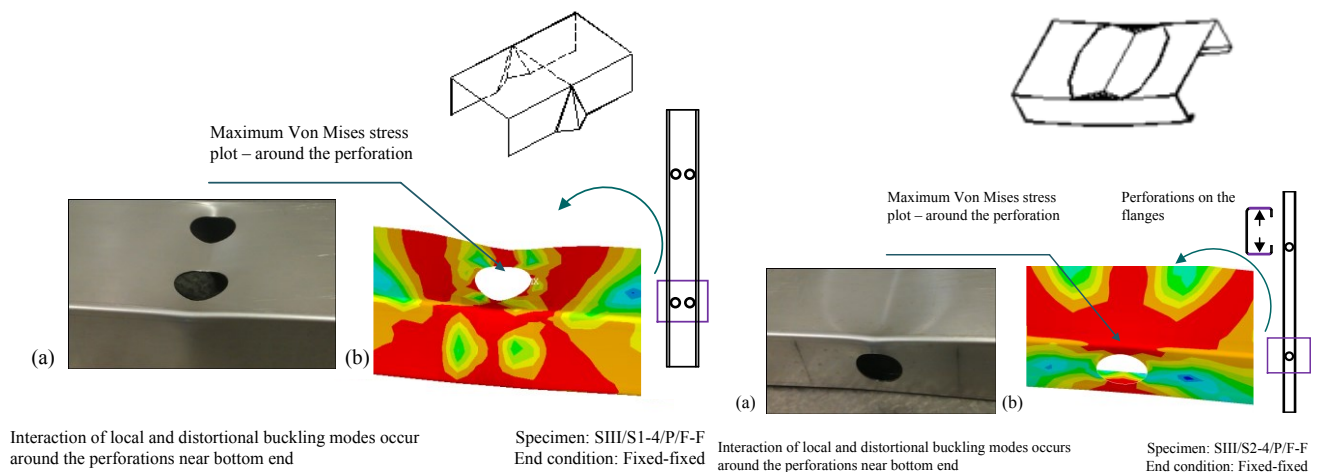 Maximum Von Mises stress
plot – around the perforation
(a)
(b)
Interaction of local and distortional buckling modes occur
around the perforations near bottom end
Specimen: SIII/S1-4/P/F-F
End condition: Fixed-fixed
Maximum Von Mises stress
plot – around the perforation
Perforations on the
flanges
(a)
(b)
Interaction of local and distortional buckling modes occurs
around the perforations near bottom end
Specimen: SIII/S2-4/P/F-F
End condition: Fixed-fixed